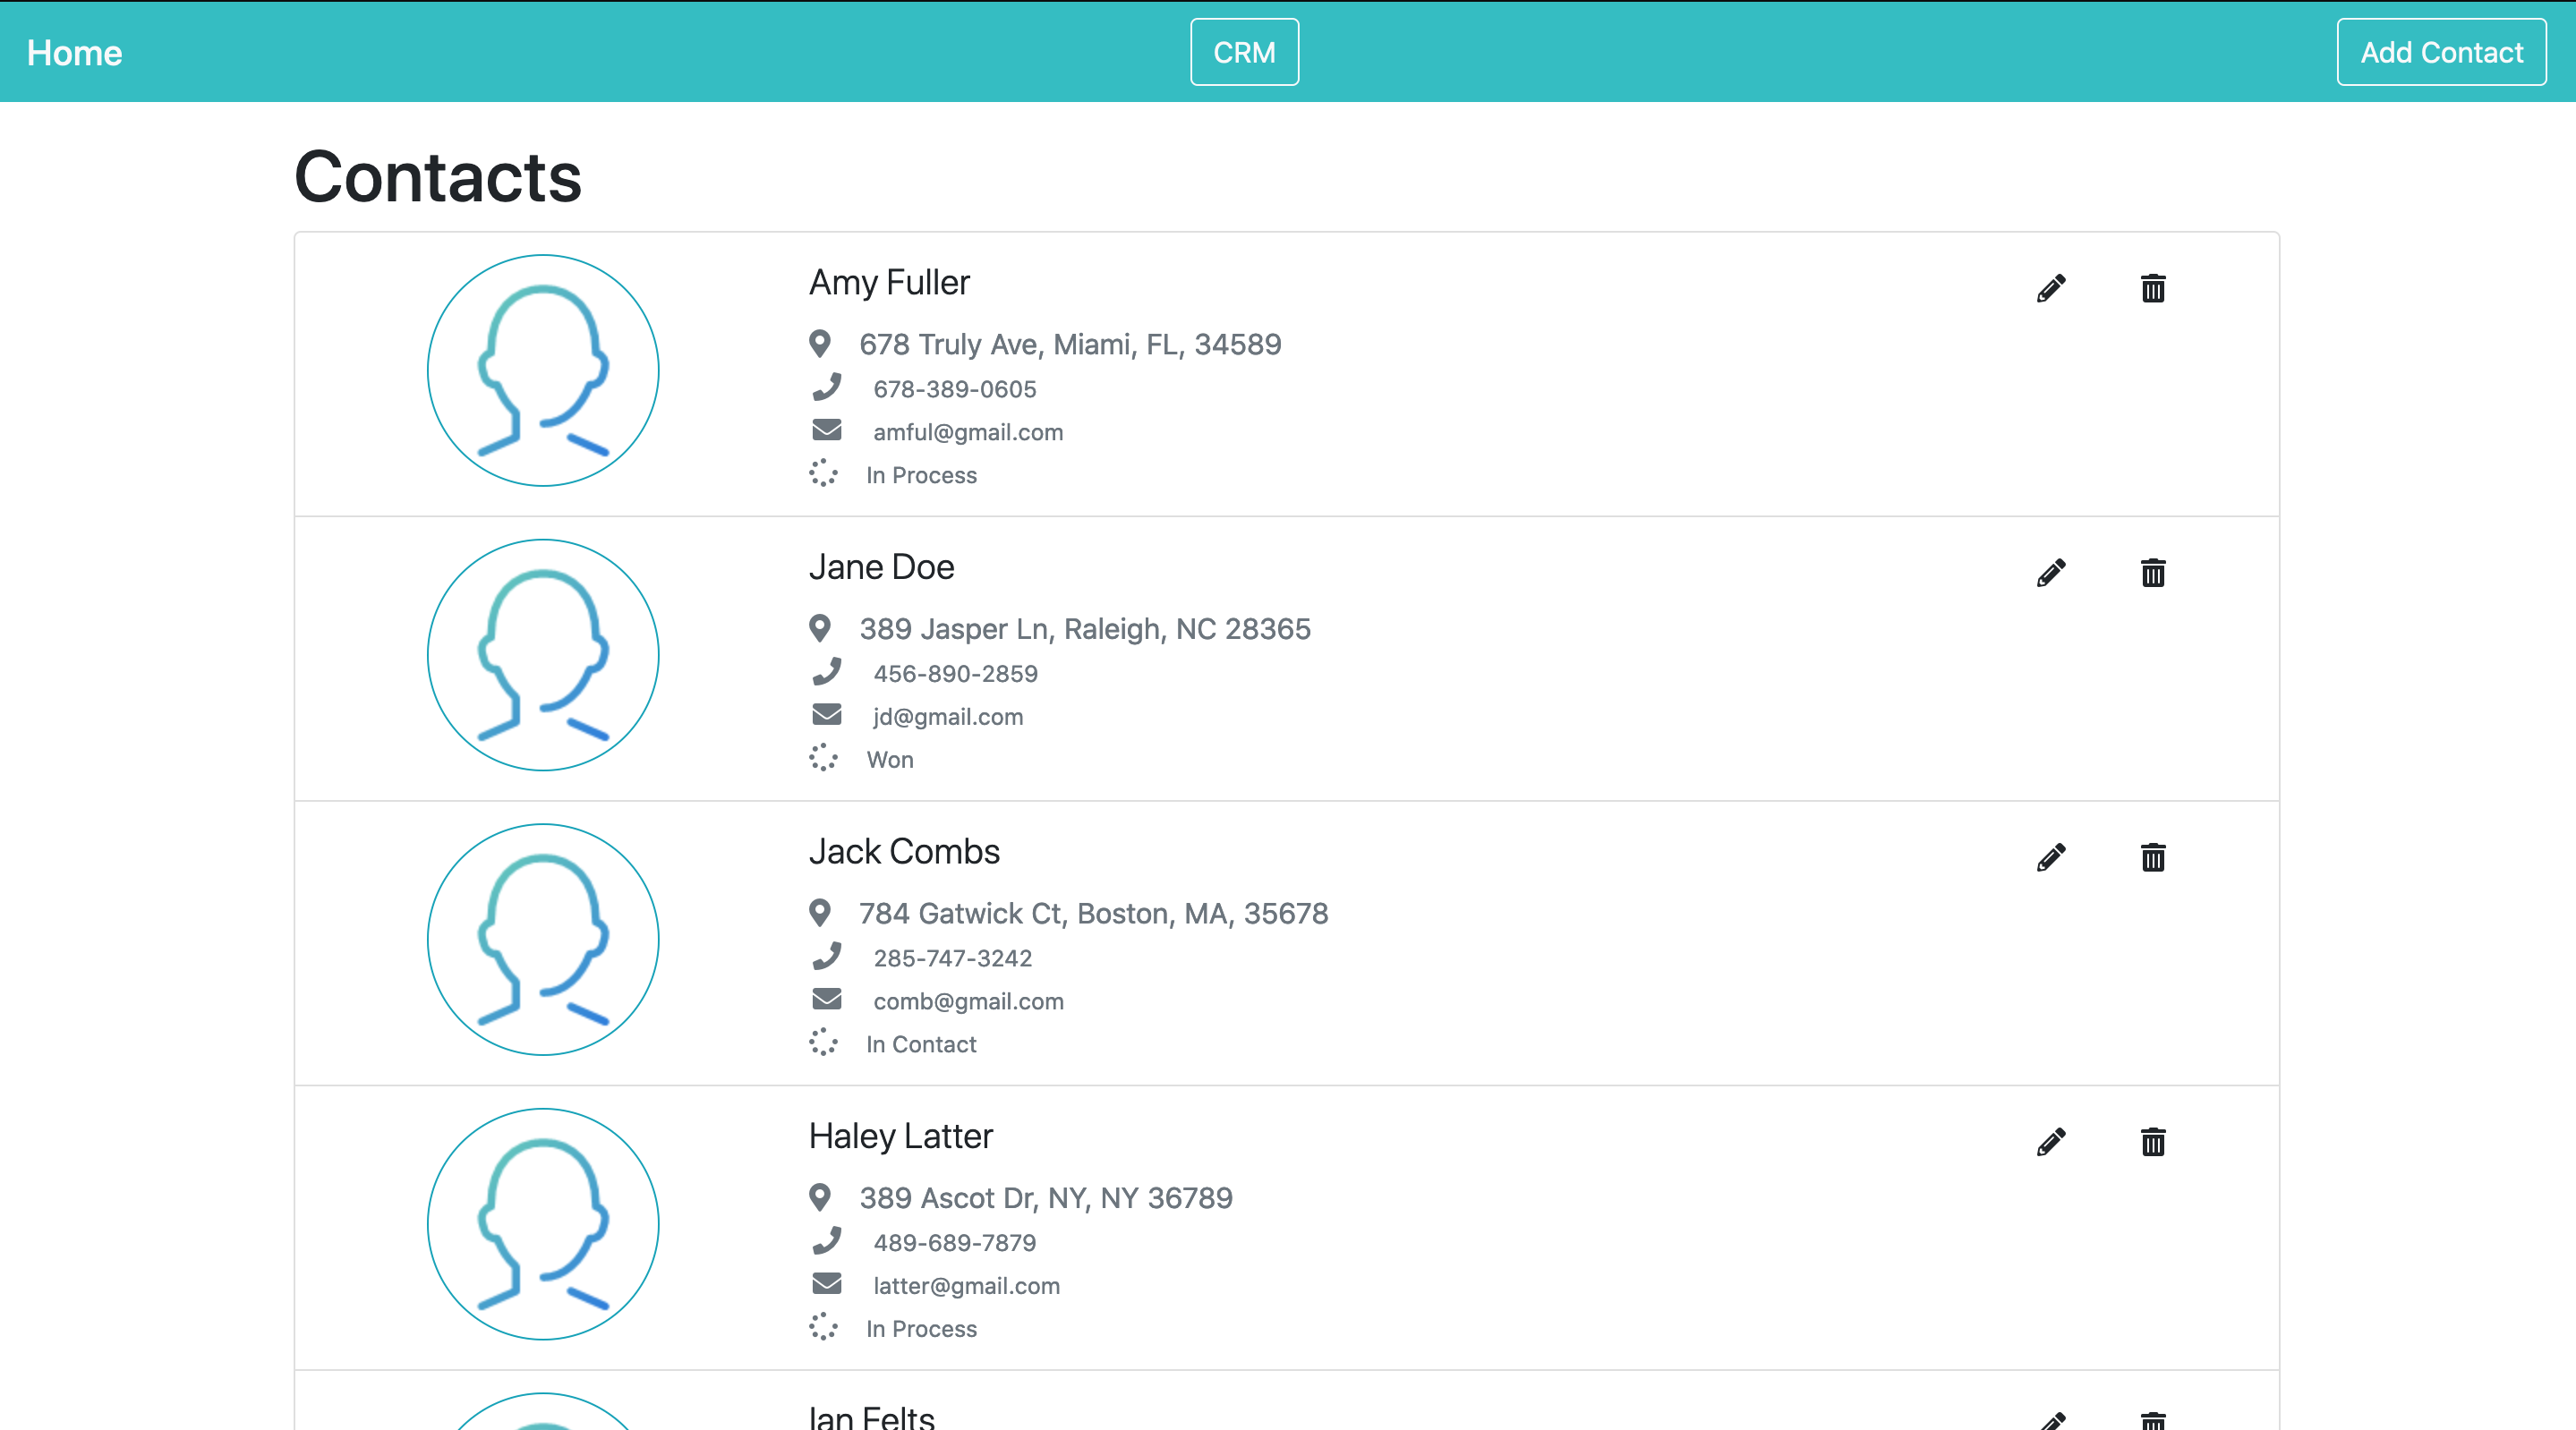 Home
CRM
Add Contact
Contacts
Amy Fuller
678 Truly Ave, Miami, FL, 34589
678-389-0605
amful@gmail.com
In Process
Jane Doe
389 Jasper Ln, Raleigh, NC 28365
456-890-2859
jd@gmail.com
Won
Jack Combs
784 Gatwick Ct, Boston, MA, 35678
285-747-3242
comb@gmail.com
In Contact
Haley Latter
389 Ascot Dr, NY, NY 36789
489-689-7879
latter@gmail.com
In Process
Ian Felts